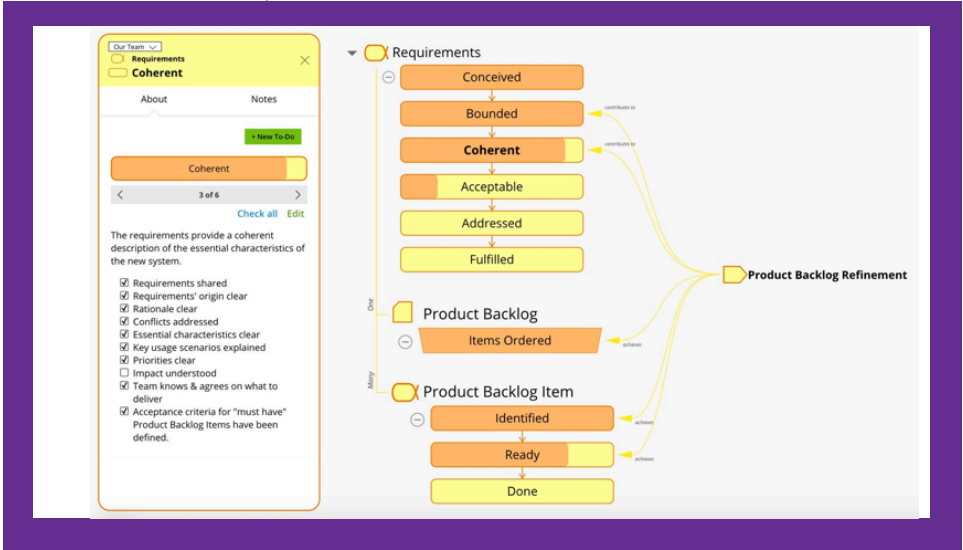 Our Team
Requirements
Coherent
About Notes
+ New To-Do
Coherent
3 of 6
Check all Edit
The requirements provide a coherent
description of the essential characteristics of
the new system.
Requirements shared
Requirements' origin clear
Rationale clear
Conflicts addressed
Essential characteristics clear
Key usage scenarios explained
Priorities clear
Impact understood
Team knows & agrees on what to
deliver
Acceptance criteria for "must have"
Product Backlog Items have been
defined.
Requirements
Conceived
Bounded
Coherent
Acceptable
Addressed
Fulfilled
contributes to
contributes to
One
Product Backlog
Items Ordered
achieves
Many
Product Backlog Item
Identified
Ready
Done
achieves
achieves
Product Backlog Refinement